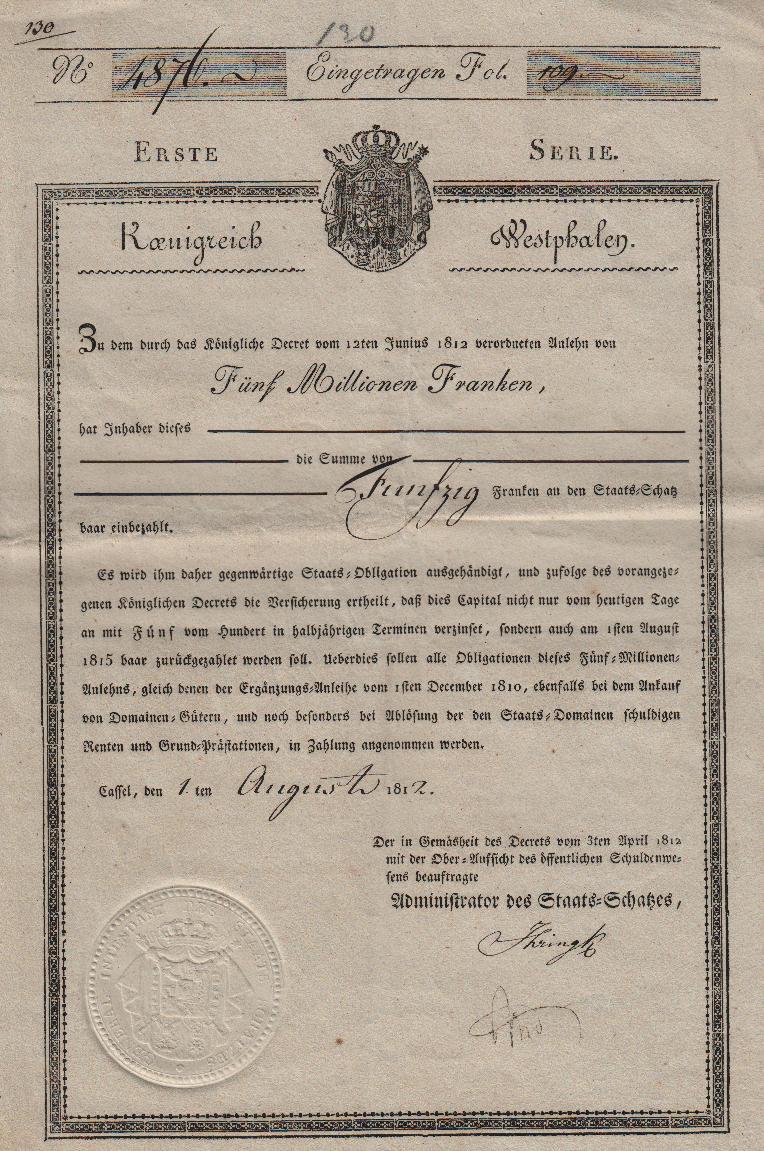 130
130
No 4876. Eingetragen Fol. 109.
ERSTE SERIE.
Kœnigreich Westphalen.
Zu dem durch das Königliche Decret vom 12ten Junius 1812 verordneten Anlehn von
Fünf Millionen Franken,
hat Inhaber dieses
die Summe von
Funfzig Franken an den Staats-Schatz
baar einbezahlt.
Es wird ihm daher gegenwärtige Staats-Obligation ausgehändigt, und zufolge des vorangezo-
genen Königlichen Decrets die Versicherung ertheilt, daß dies Capital nicht nur vom heutigen Tage
an mit Fünf vom Hundert in halbjährigen Terminen verzinset, sondern auch am 1sten August
1815 baar zurückgezahlet werden soll. Ueberdies sollen alle Obligationen dieses Fünf-Millionen-
Anlehns, gleich denen der Ergänzungs-Anleihe vom 1sten December 1810, ebenfalls bei dem Ankauf
von Domainen-Gütern, und noch besonders bei Ablösung der den Staats-Domainen schuldigen
Renten und Grund-Prästationen, in Zahlung angenommen werden.
Cassel, den 1. ten August 1812.
Der in Gemäsheit des Decrets vom 3ten April 1812
mit der Ober-Aufsicht des öffentlichen Schuldenwe-
sens beauftragte
Administrator des Staats-Schatzes,